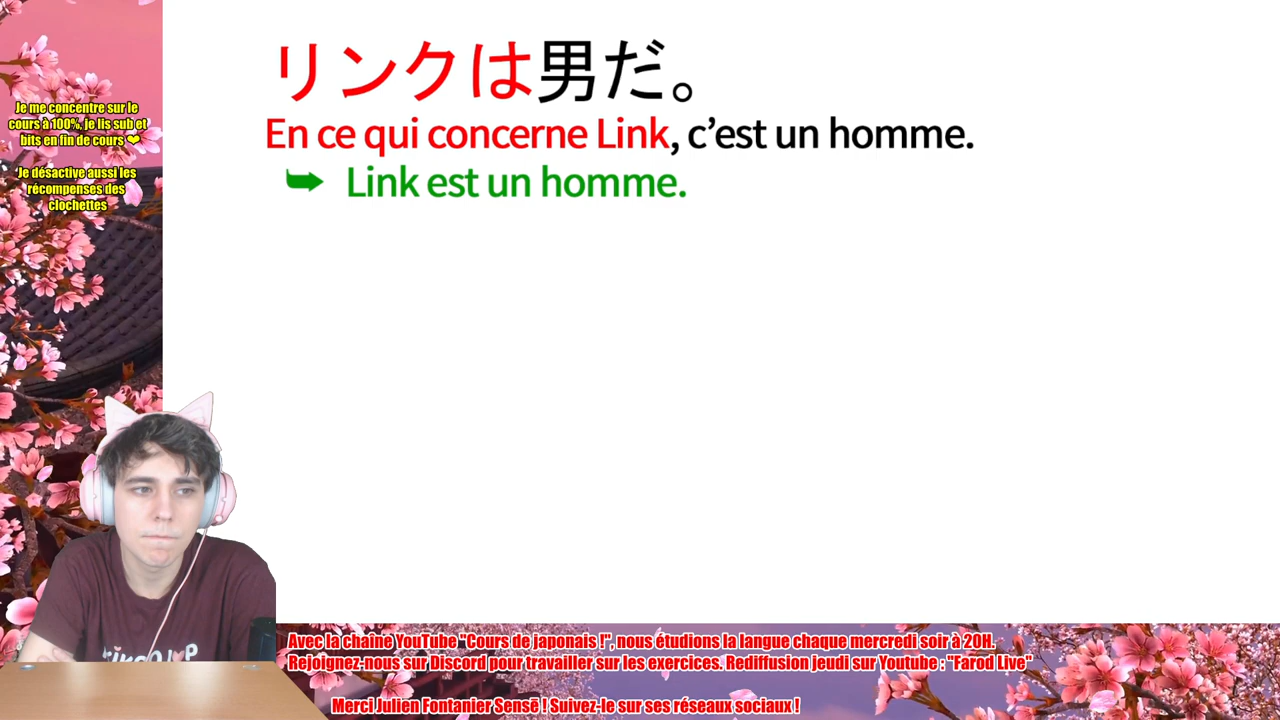 リンクは男だ。
En ce qui concerne Link, c’est un homme.
Link est un homme.
Je me concentre sur le
cours à 100%, je lis sub et
bits en fin de cours ❤
Je désactive aussi les
récompenses des
clochettes
Avec la chaîne YouTube "Cours de japonais !", nous étudions la langue chaque mercredi soir à 20H.
Rejoignez-nous sur Discord pour travailler sur les exercices. Rediffusion jeudi sur Youtube : "Farod Live"
Merci Julien Fontanier Sensē ! Suivez-le sur ses réseaux sociaux !